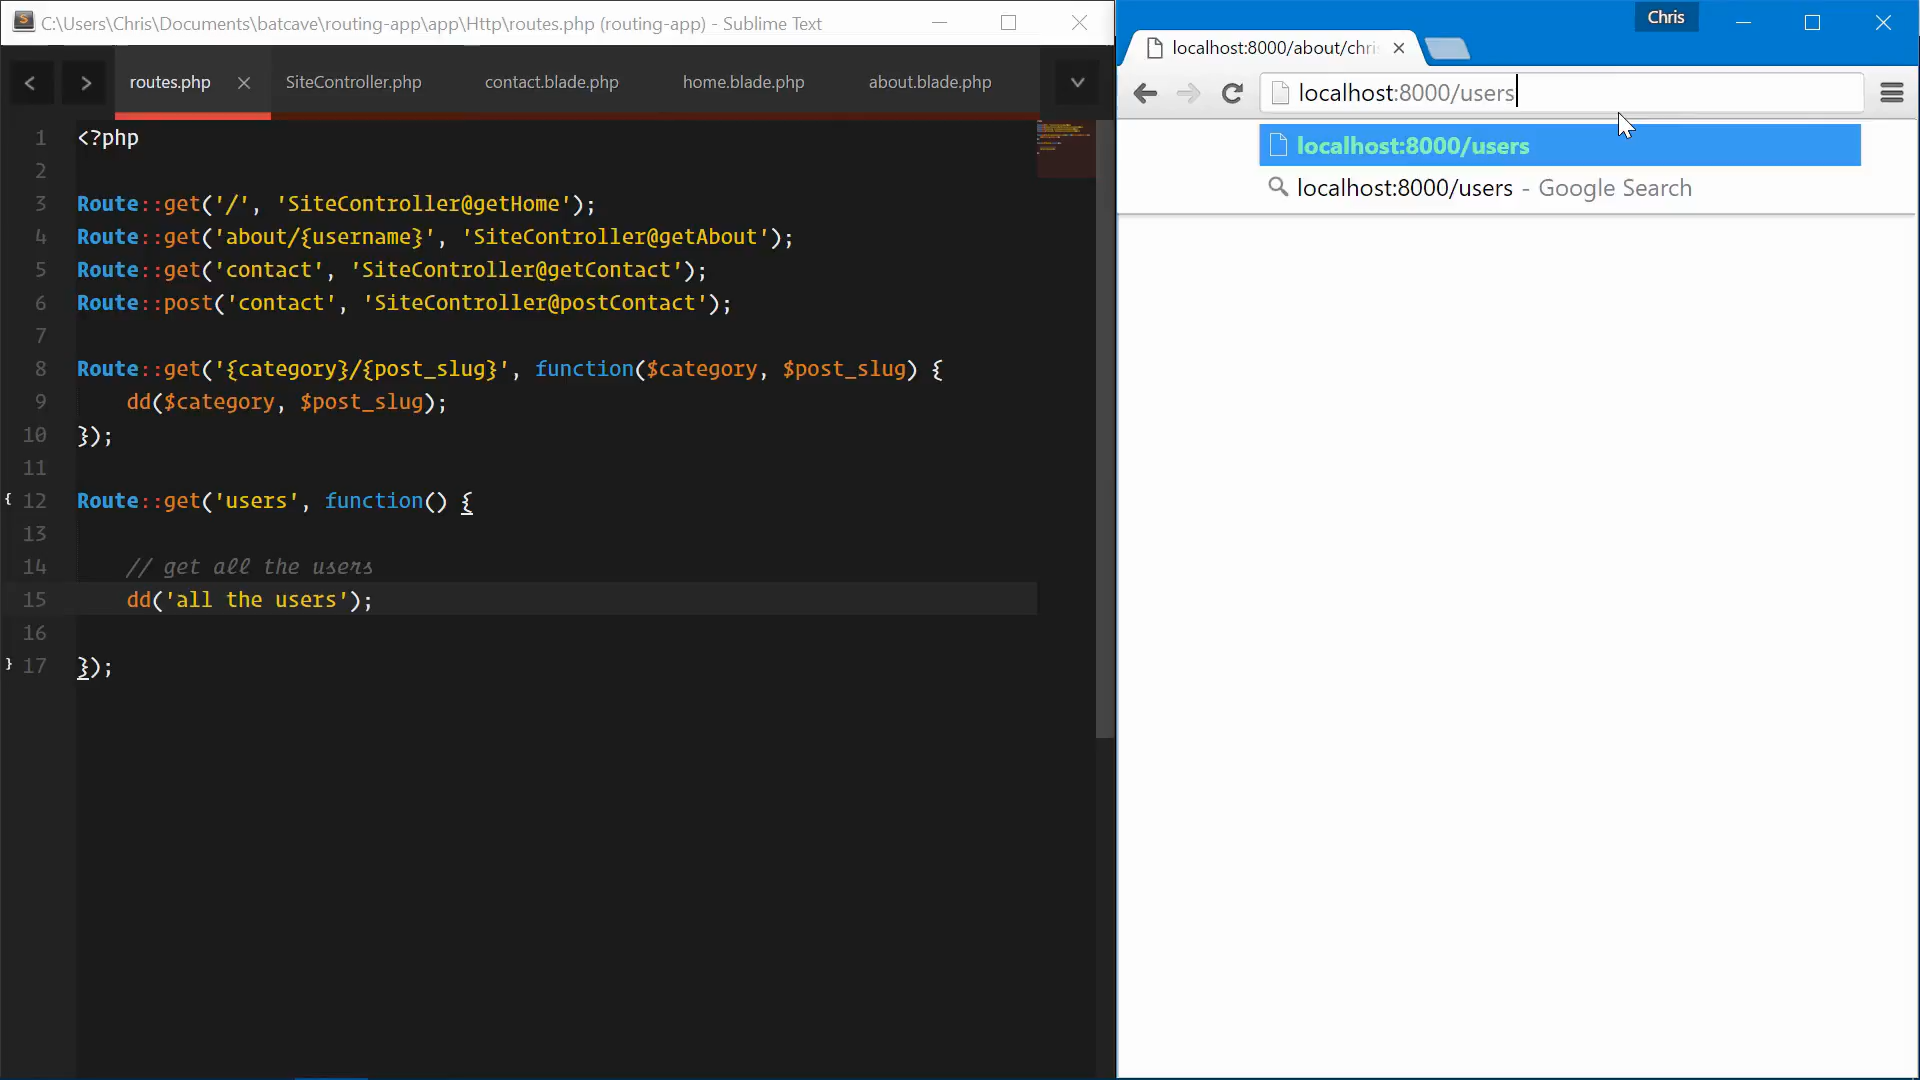 C:\Users\Chris\Documents\batcave\routing-app\app\Http\routes.php (routing-app) - Sublime Text
routes.php
SiteController.php
contact.blade.php
home.blade.php
about.blade.php
1 <?php
2
3 Route::get('/', 'SiteController@getHome');
4 Route::get('about/{username}', 'SiteController@getAbout');
5 Route::get('contact', 'SiteController@getContact');
6 Route::post('contact', 'SiteController@postContact');
7
8 Route::get('{category}/{post_slug}', function($category, $post_slug) {
9 dd($category, $post_slug);
10 });
11
12 Route::get('users', function() {
13
14 // get all the users
15 dd('all the users');
16
17 });
Chris
localhost:8000/about/chri
localhost:8000/users
localhost:8000/users
localhost:8000/users - Google Search